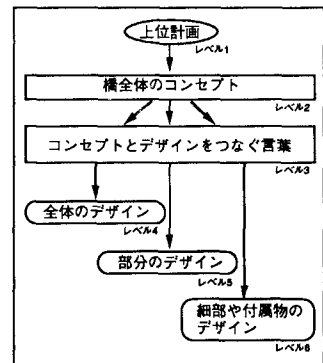 上位計画
レベル1
橋全体のコンセプト
レベル2
コンセプトとデザインをつなぐ言葉
レベル3
全体のデザイン
レベル4
部分のデザイン
レベル5
細部や付属物の
デザイン
レベル6